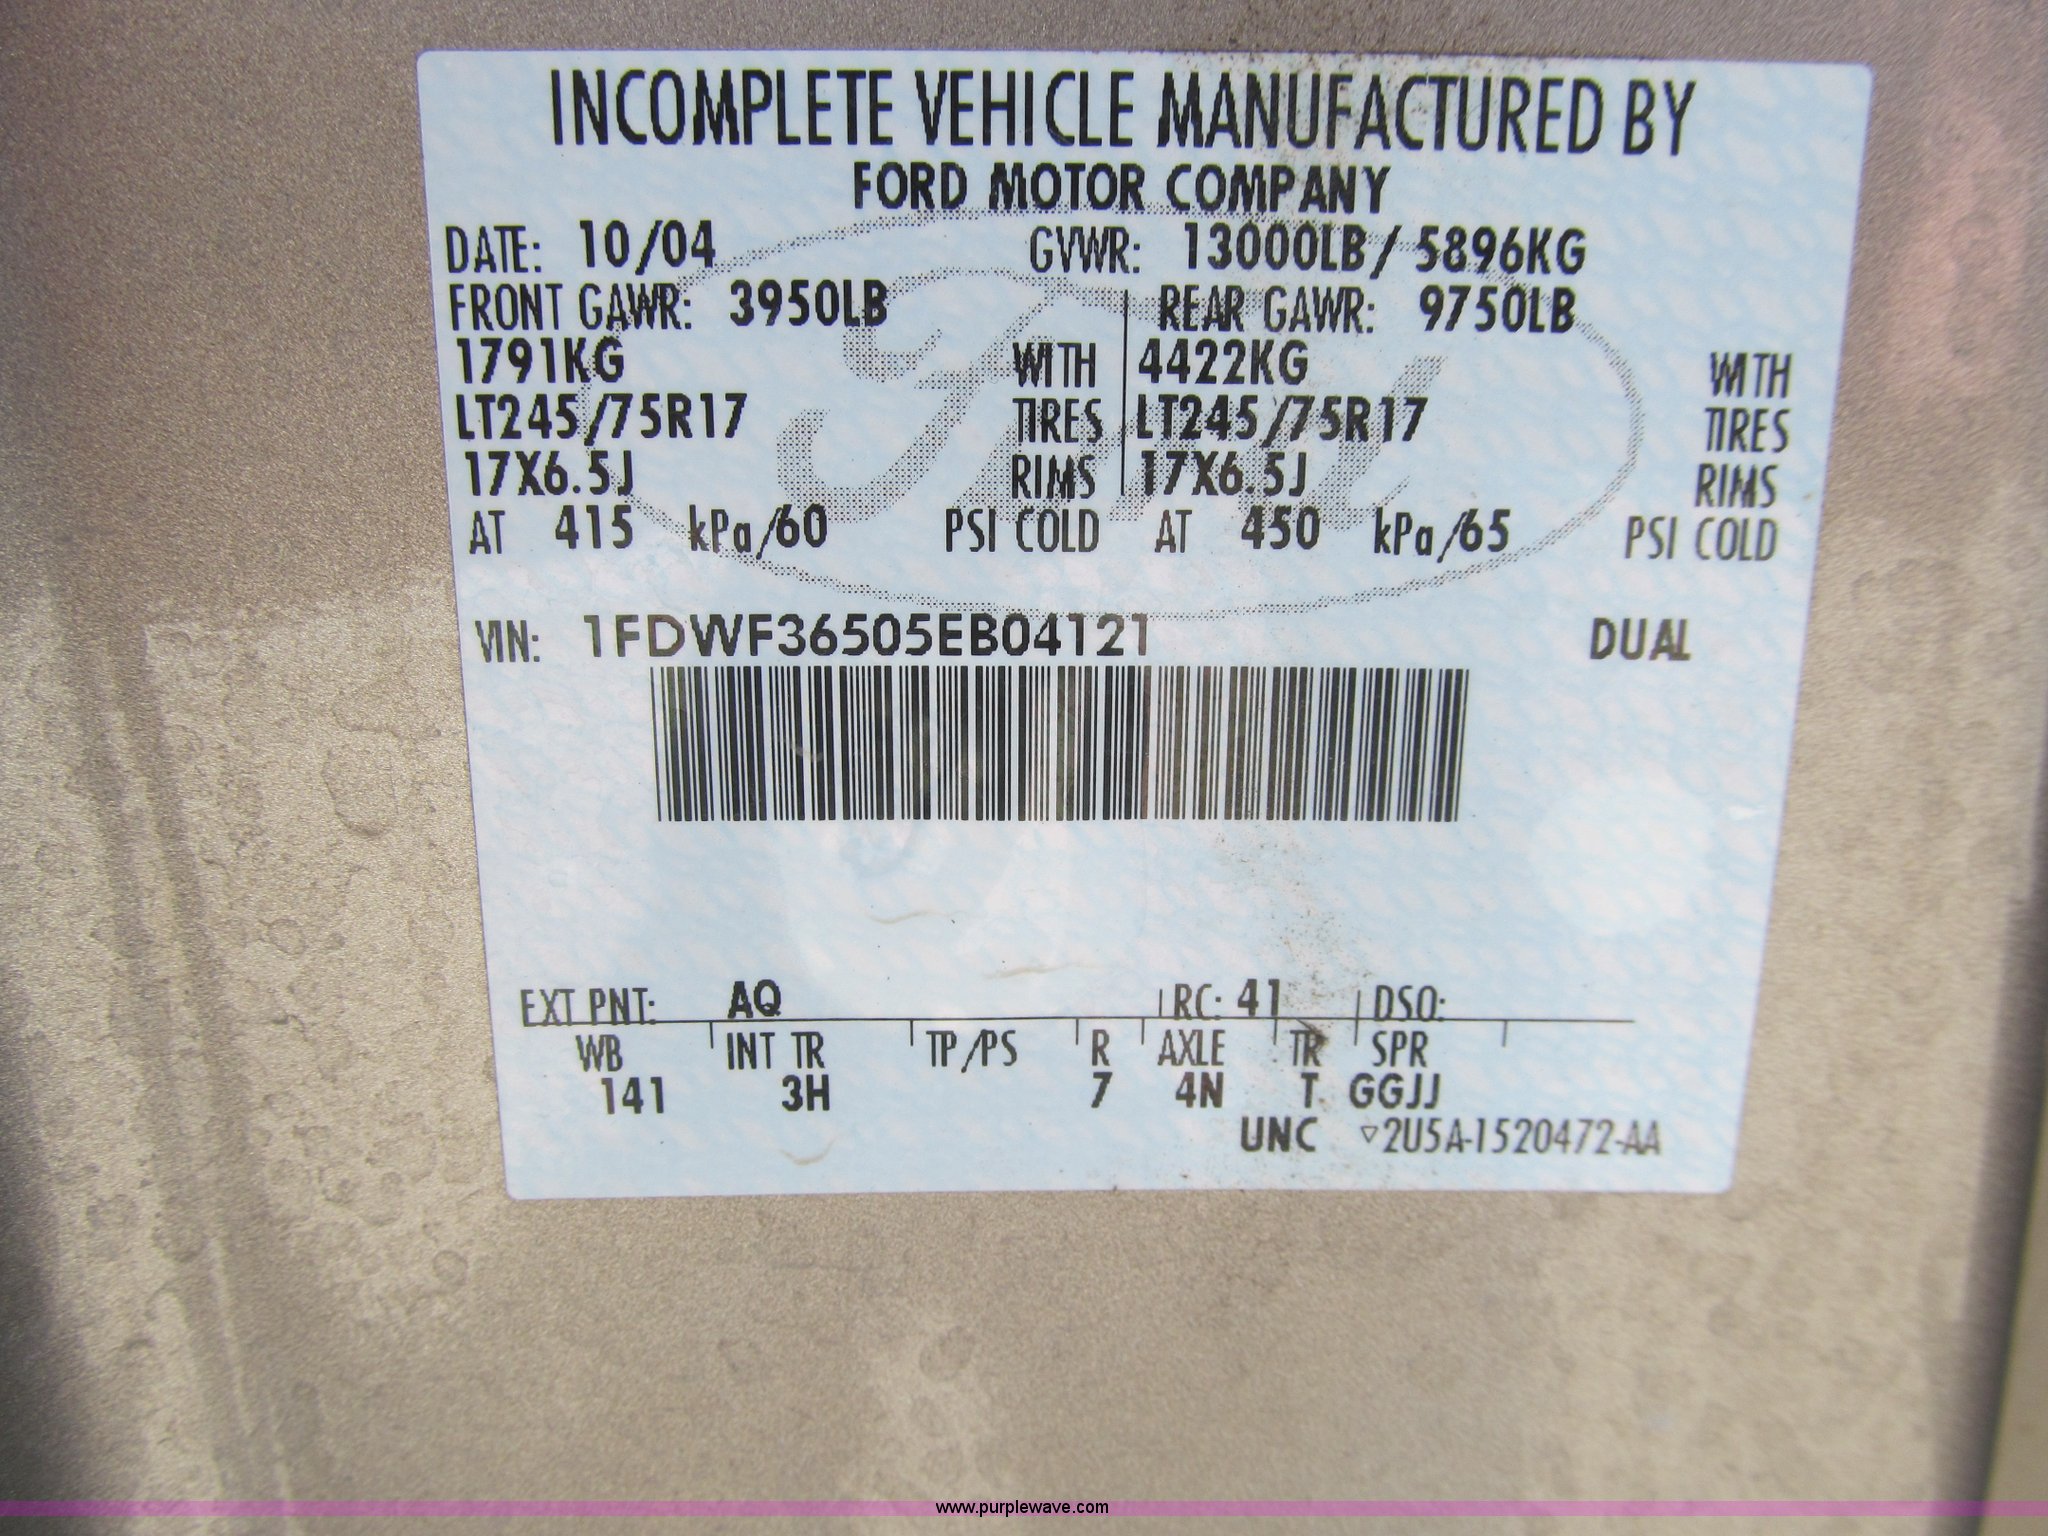 INCOMPLETE VEHICLE MANUFACTURED BY
FORD MOTOR COMPANY
DATE: 10/04 GVWR: 13000LB/ 5896KG
FRONT GAWR: 3950LB REAR GAWR: 9750LB
1791KG WITH 4422KG WITH
LT245/75R17 TIRES LT245/75R17 TIRES
17X6.5J RIMS 17X6.5J RIMS
AT 415 kPa/60 PSI COLD AT 450 kPa/65 PSI COLD
VIN: 1FDWF36505EB04121 DUAL
EXT PNT: AQ RC: 41 DSO:
WB INT TR TP/PS R AXLE TR SPR
141 3H 7 4N T GGJJ
UNC ▽2U5A-1520472-AA
www.purplewave.com